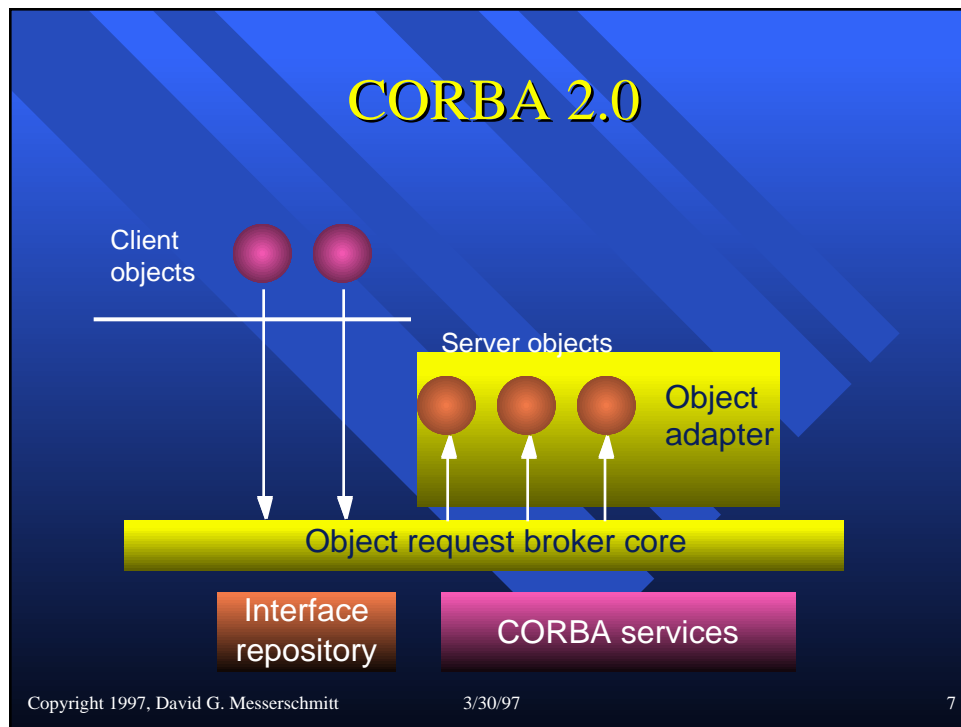 CORBA 2.0
Client
objects
Server objects
Object
adapter
Object request broker core
Interface
repository
CORBA services
Copyright 1997, David G. Messerschmitt
3/30/97
7